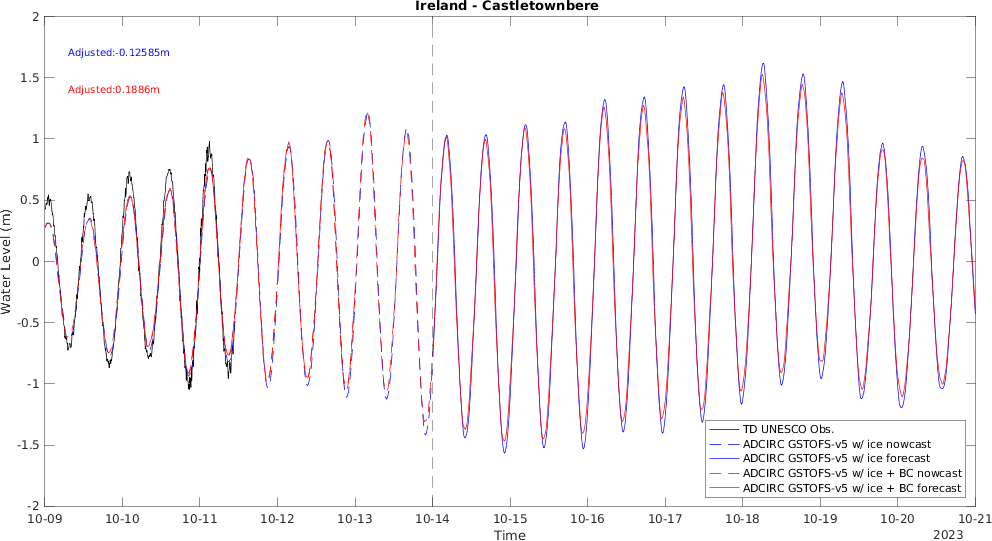 Ireland - Castletownbere
Adjusted:-0.12585m
Adjusted:0.1886m
Water Level (m)
2
1.5
1
0.5
0
-0.5
-1
-1.5
-2
TD UNESCO Obs.
ADCIRC GSTOFS-v5 w/ ice nowcast
ADCIRC GSTOFS-v5 w/ ice forecast
ADCIRC GSTOFS-v5 w/ ice + BC nowcast
ADCIRC GSTOFS-v5 w/ ice + BC forecast
10-09 10-10 10-11 10-12 10-13 10-14 10-15 10-16 10-17 10-18 10-19 10-20 10-21
Time
2023